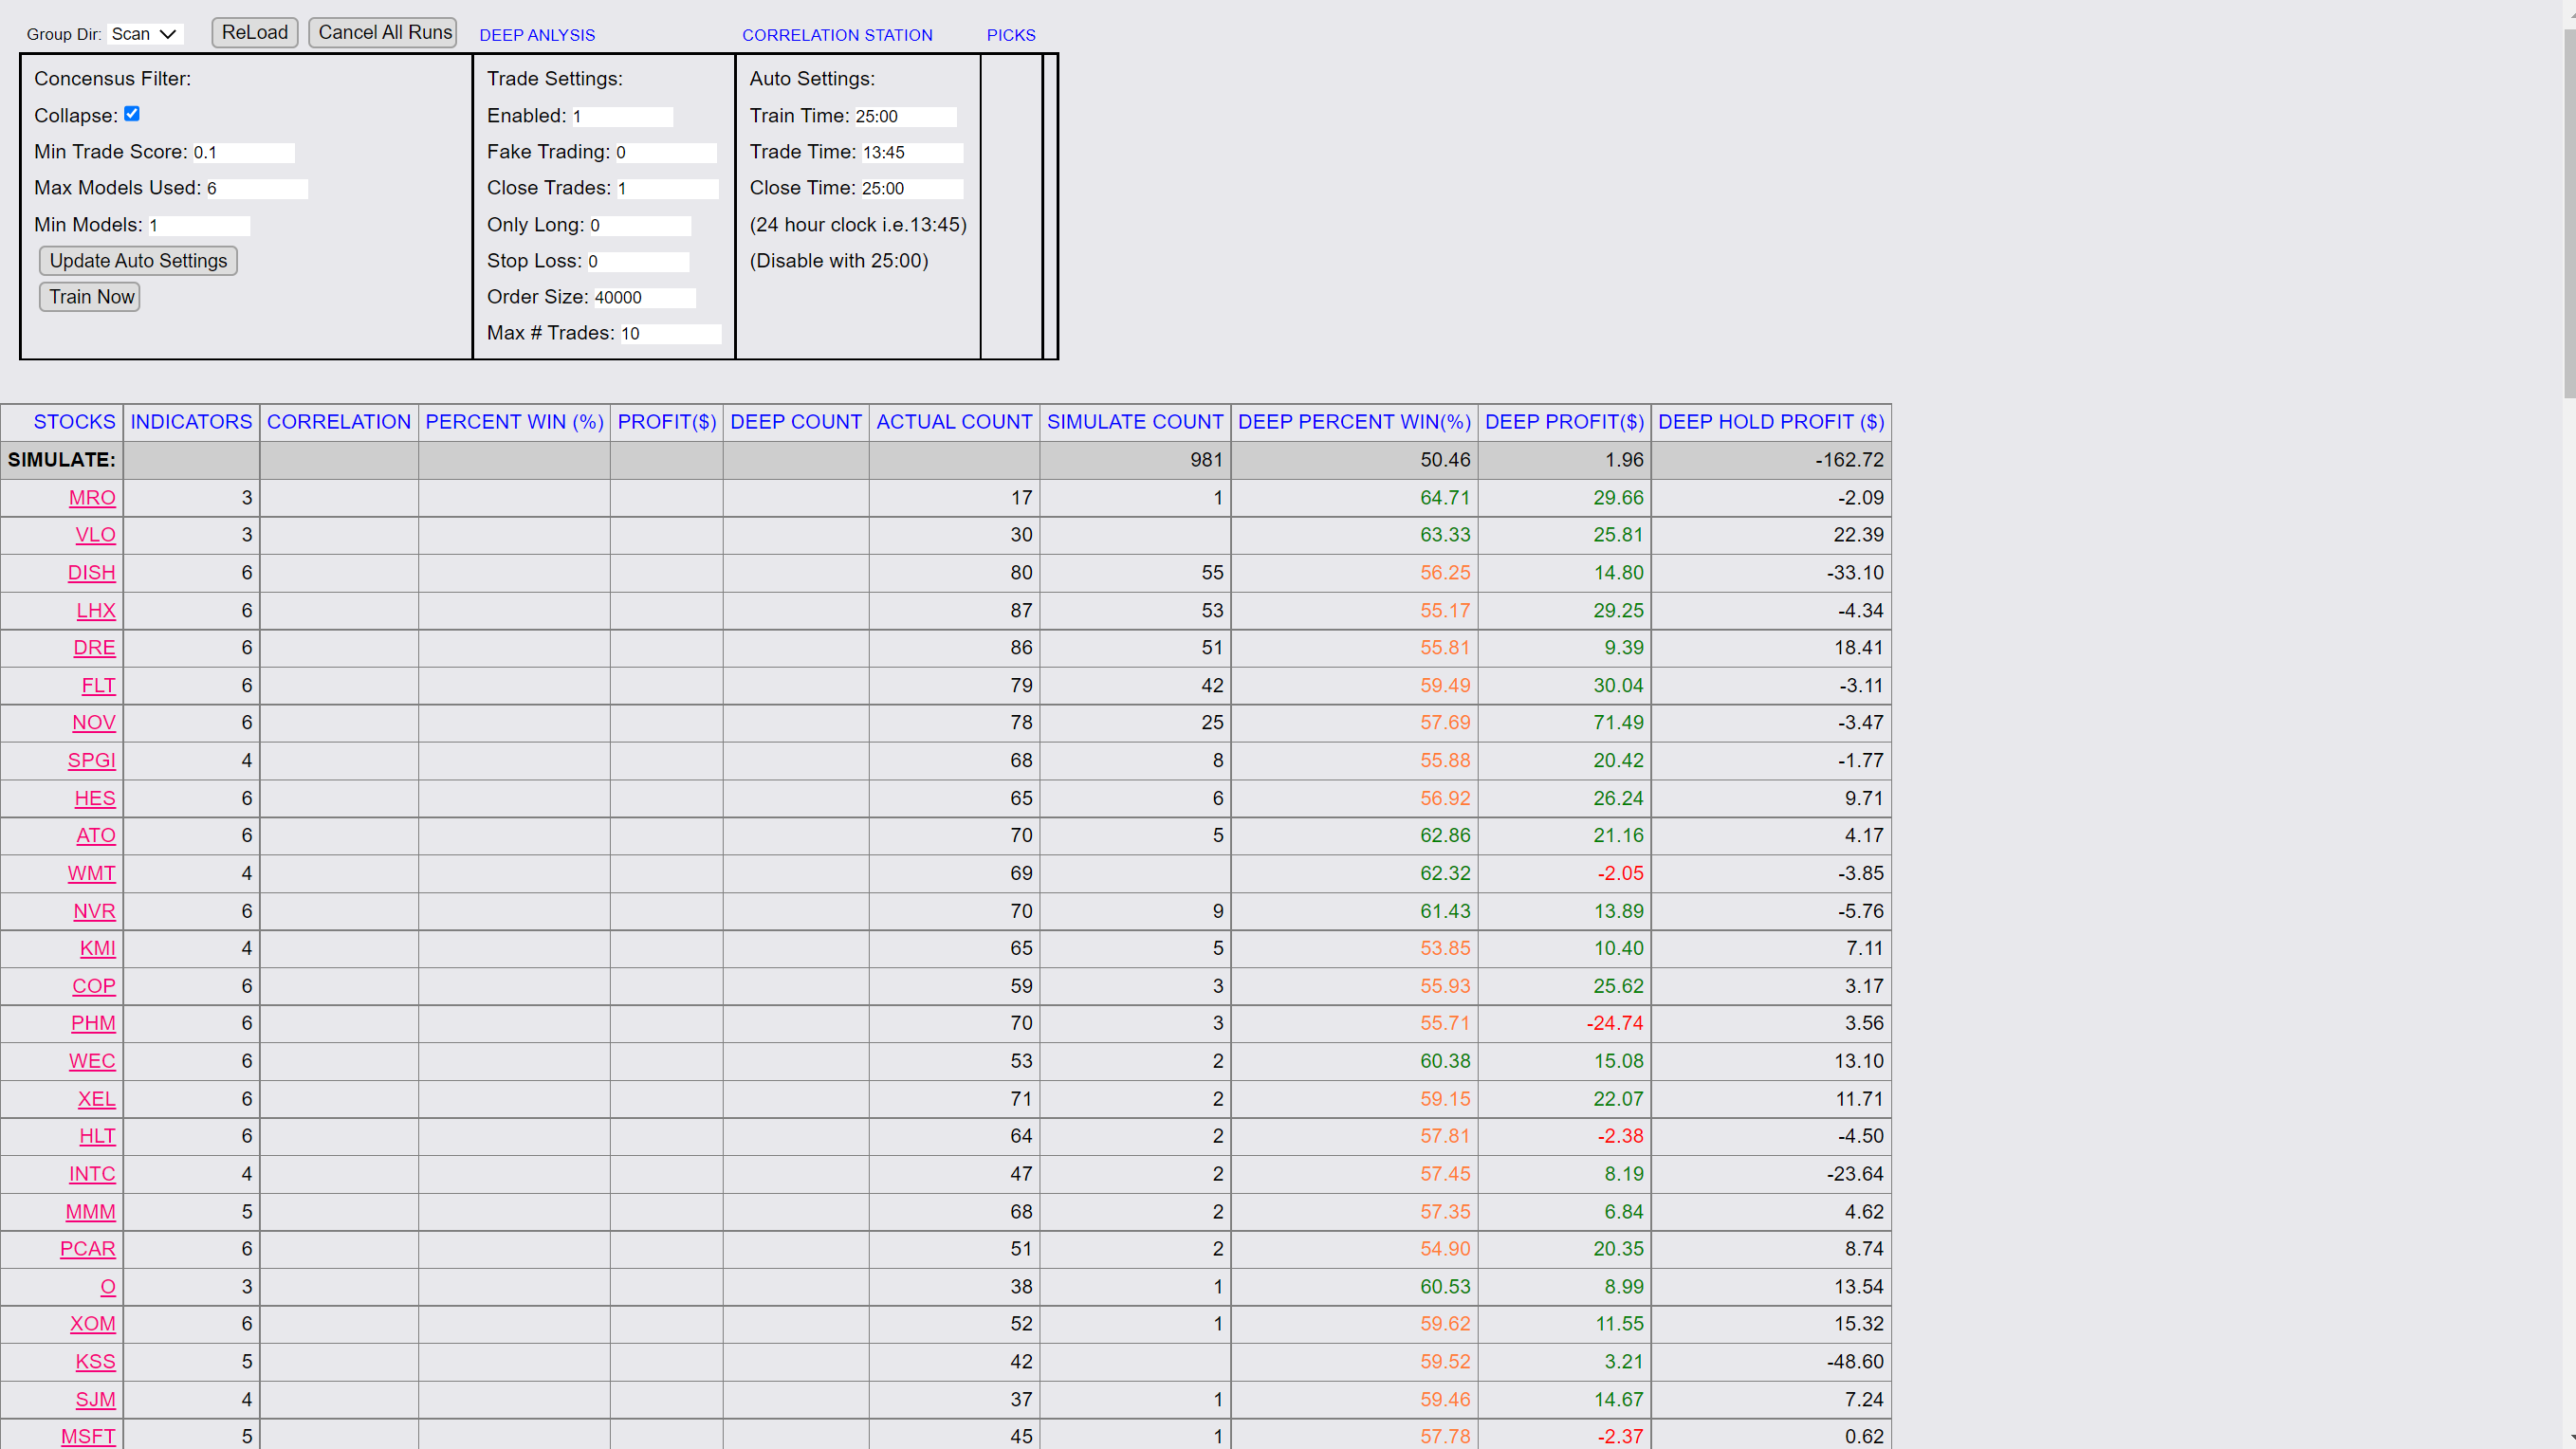 Group Dir: Scan ReLoad Cancel All Runs DEEP ANLYSIS CORRELATION STATION PICKS
Concensus Filter:
Collapse:
Min Trade Score: 0.1
Max Models Used: 6
Min Models: 1
Update Auto Settings
Train Now
Trade Settings:
Enabled: 1
Fake Trading: 0
Close Trades: 1
Only Long: 0
Stop Loss: 0
Order Size: 40000
Max # Trades: 10
Auto Settings:
Train Time: 25:00
Trade Time: 13:45
Close Time: 25:00
(24 hour clock i.e.13:45)
(Disable with 25:00)
STOCKS INDICATORS CORRELATION PERCENT WIN (%) PROFIT($) DEEP COUNT ACTUAL COUNT SIMULATE COUNT DEEP PERCENT WIN(%) DEEP PROFIT($) DEEP HOLD PROFIT ($)
SIMULATE: 981 50.46 1.96 -162.72
MRO 3 17 1 64.71 29.66 -2.09
VLO 3 30 63.33 25.81 22.39
DISH 6 80 55 56.25 14.80 -33.10
LHX 6 87 53 55.17 29.25 -4.34
DRE 6 86 51 55.81 9.39 18.41
FLT 6 79 42 59.49 30.04 -3.11
NOV 6 78 25 57.69 71.49 -3.47
SPGI 4 68 8 55.88 20.42 -1.77
HES 6 65 6 56.92 26.24 9.71
ATO 6 70 5 62.86 21.16 4.17
WMT 4 69 62.32 -2.05 -3.85
NVR 6 70 9 61.43 13.89 -5.76
KMI 4 65 5 53.85 10.40 7.11
COP 6 59 3 55.93 25.62 3.17
PHM 6 70 3 55.71 -24.74 3.56
WEC 6 53 2 60.38 15.08 13.10
XEL 6 71 2 59.15 22.07 11.71
HLT 6 64 2 57.81 -2.38 -4.50
INTC 4 47 2 57.45 8.19 -23.64
MMM 5 68 2 57.35 6.84 4.62
PCAR 6 51 2 54.90 20.35 8.74
O 3 38 1 60.53 8.99 13.54
XOM 6 52 1 59.62 11.55 15.32
KSS 5 42 59.52 3.21 -48.60
SJM 4 37 1 59.46 14.67 7.24
MSFT 5 45 1 57.78 -2.37 0.62